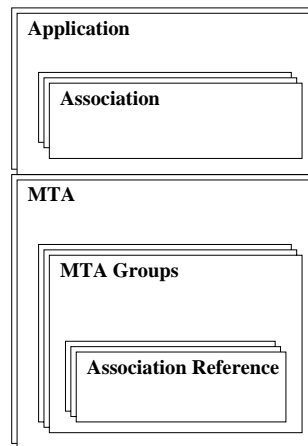 Application
Association
MTA
MTA Groups
Association Reference